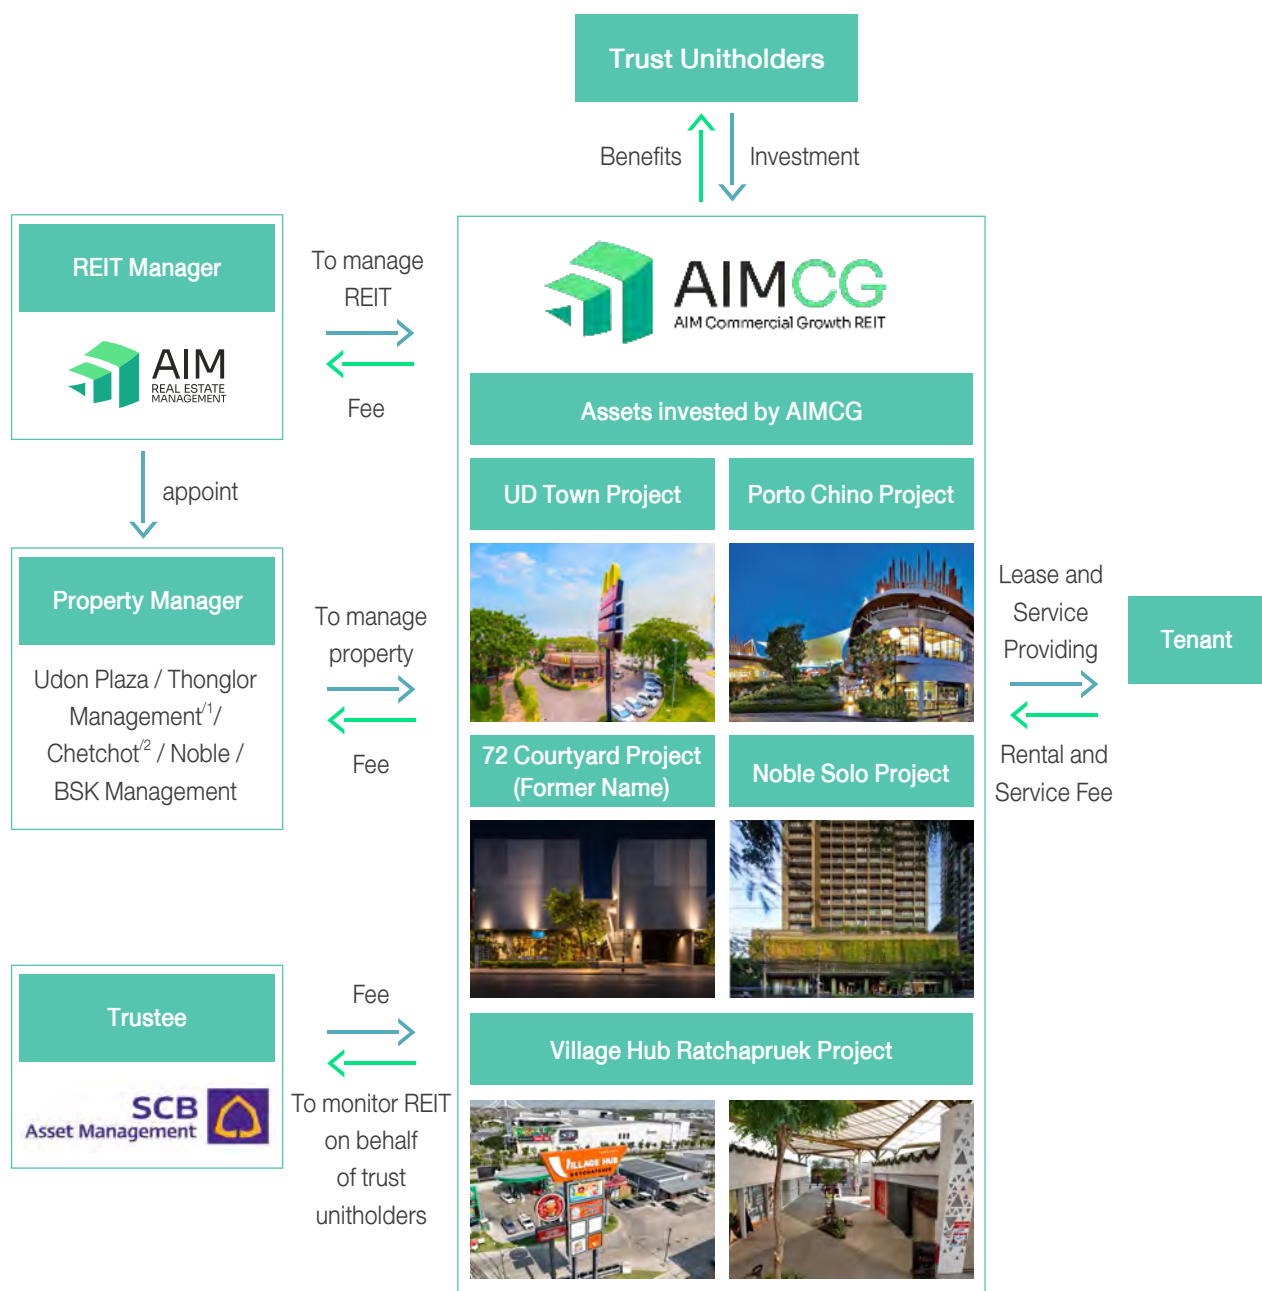 Trust Unitholders
Benefits
Investment
REIT Manager
AIM
REAL ESTATE
MANAGEMENT
To manage
REIT
Fee
AIMCG
AIM Commercial Growth REIT
Assets invested by AIMCG
appoint
UD Town Project
Porto Chino Project
Property Manager
Udon Plaza / Thonglor
Management/1/
Chetchot/2 / Noble /
BSK Management
To manage
property
Fee
Lease and
Service
Providing
Rental and
Service Fee
Tenant
72 Courtyard Project
(Former Name)
Noble Solo Project
Trustee
SCB
Asset Management
Fee
To monitor REIT
on behalf
of trust
unitholders
Village Hub Ratchapruek Project
VILLAGE HUB
RATCHAPRUEK